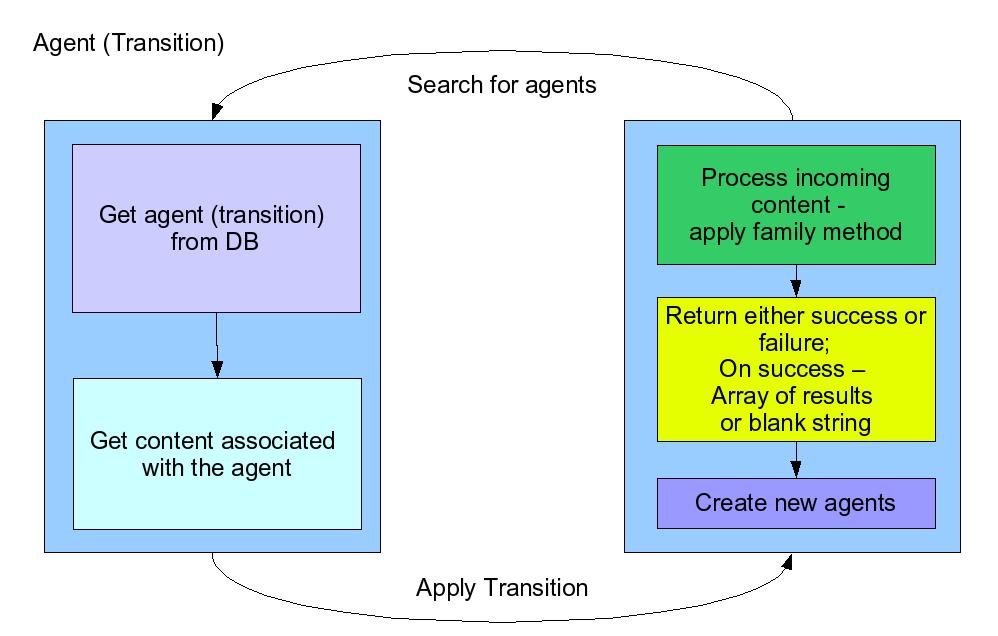 Agent (Transition)
Search for agents
Get agent (transition)
from DB
Get content associated
with the agent
Process incoming
content -
apply family method
Return either success or
failure;
On success –
Array of results
or blank string
Create new agents
Apply Transition